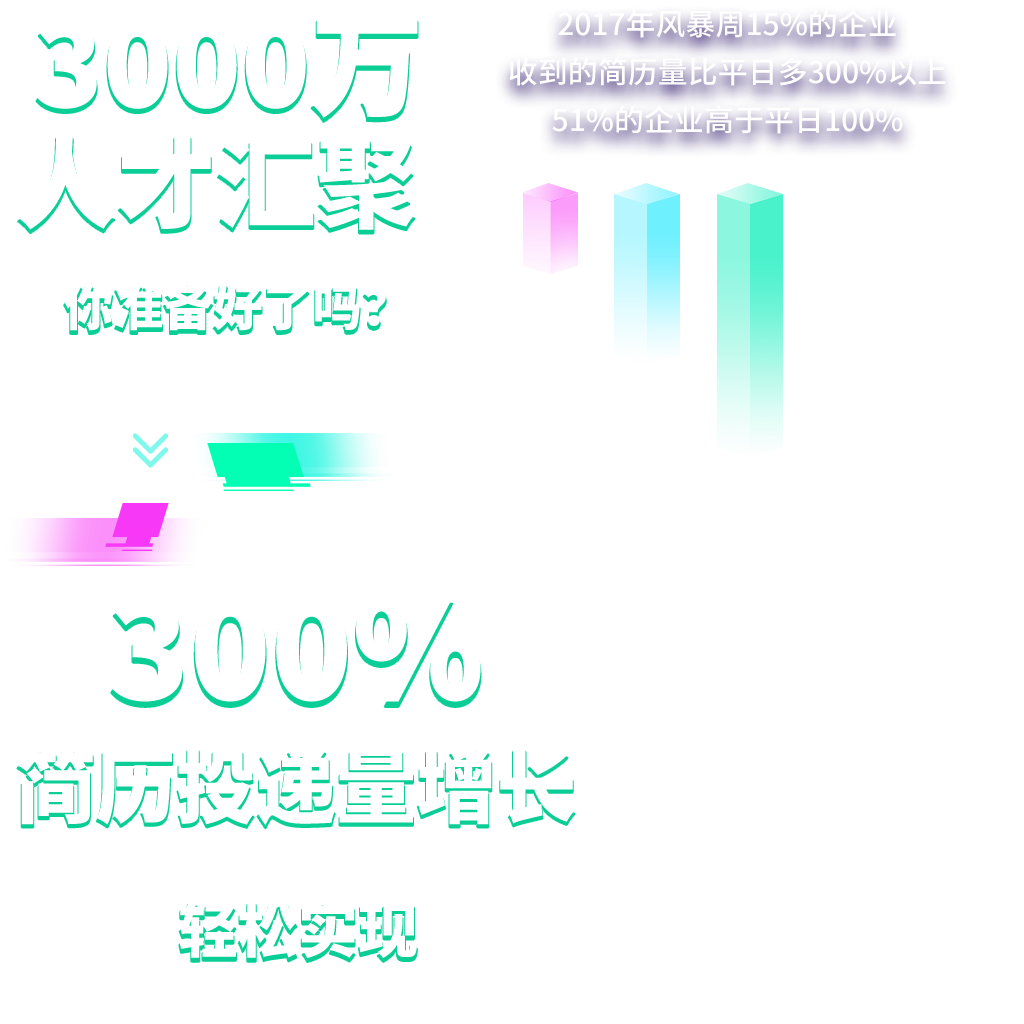 3000万
人才汇聚
你准备好了吗?
2017年风暴周15%的企业
收到的简历量比平日多300%以上
51%的企业高于平日100%
300%
简历投递量增长
轻松实现